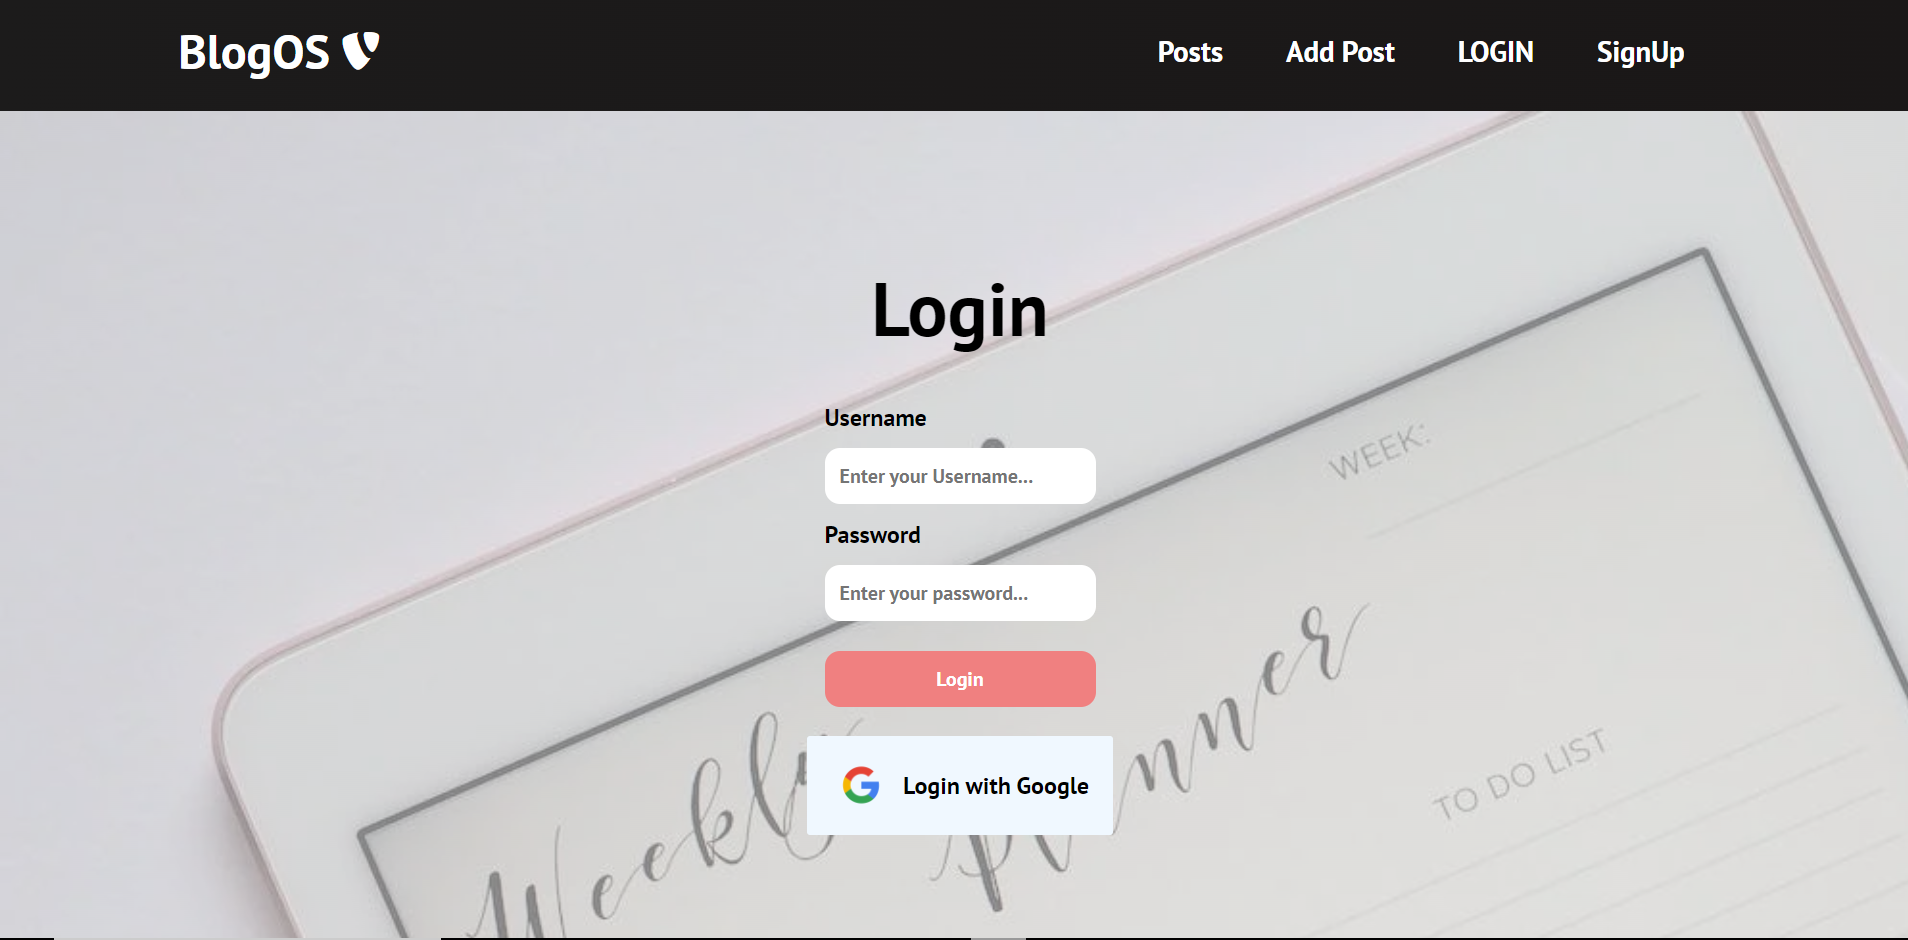 BlogOS
Posts Add Post LOGIN SignUp
Login
Username
Enter your Username...
Password
Enter your password...
Login
Login with Google
WEEK:
Weekly Planner
TO DO LIST